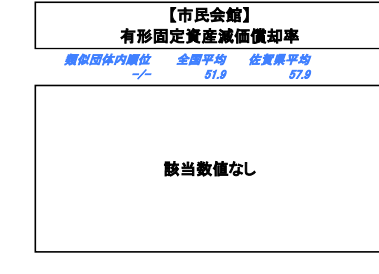 【市民会館】
有形固定資産減価償却率
類似団体内順位 全国平均 佐賀県平均
-/- 51.9 57.9
該当数値なし